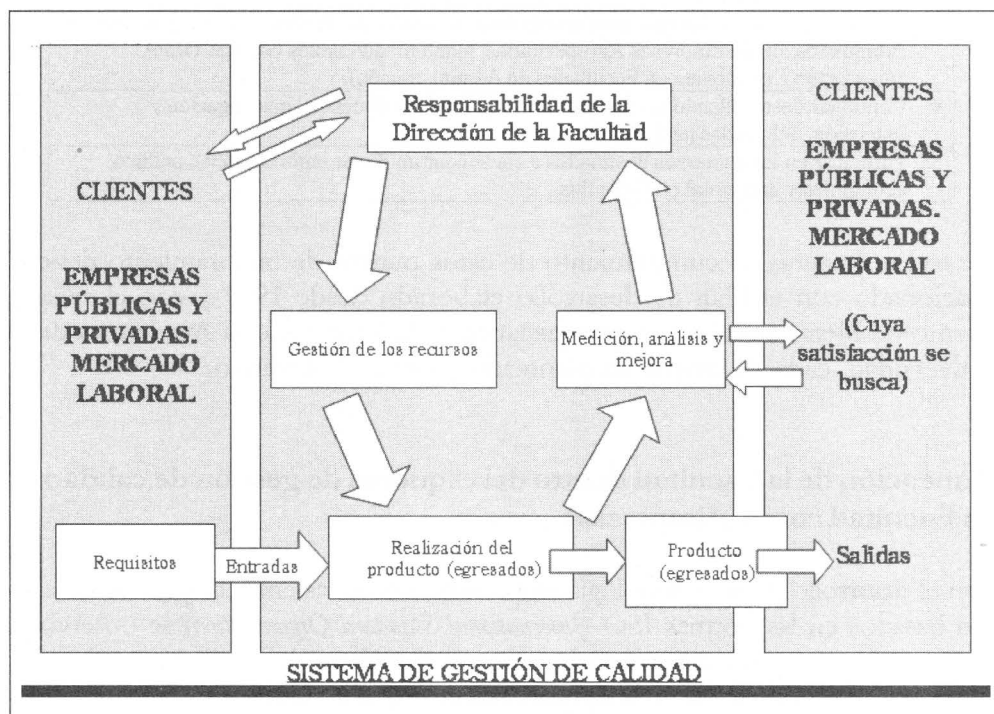 Responsabilidad de la
Dirección de la Facultad
CLIENTES
EMPRESAS
PÚBLICAS Y
PRIVADAS.
MERCADO
LABORAL
Gestión de los recursos
Medición, análisis y
mejora
CLIENTES
EMPRESAS
PÚBLICAS Y
PRIVADAS.
MERCADO
LABORAL
(Cuya
satisfacción se
busca)
Requisitos
Entradas
Realización del
producto (egresados)
Producto
(egresados)
Salidas
SISTEMA DE GESTIÓN DE CALIDAD